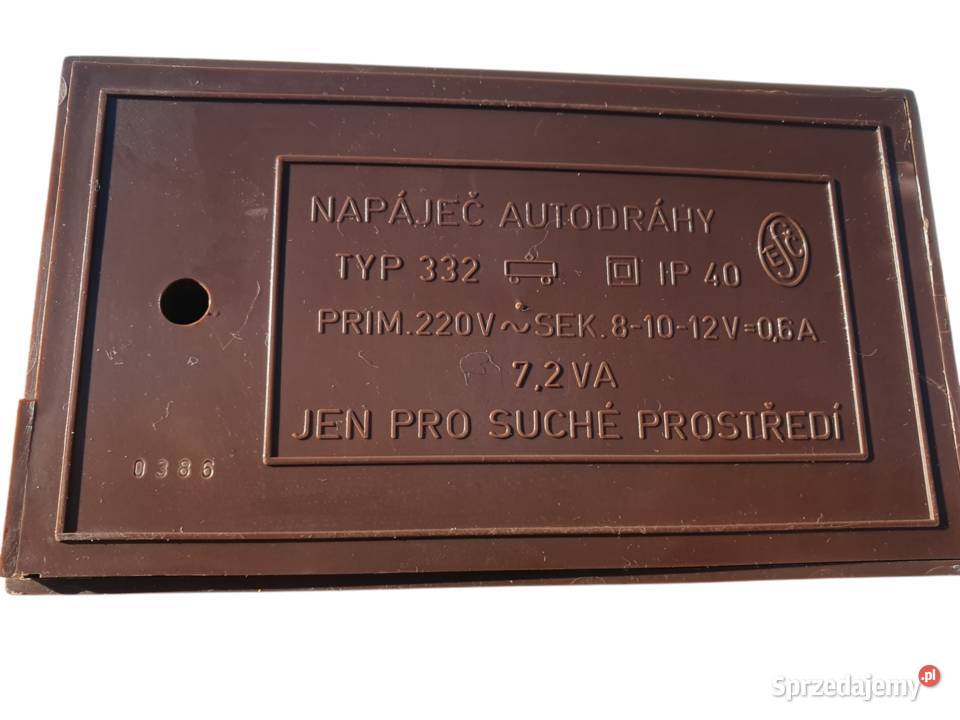 NAPÁJEČ AUTODRÁHY
TYP 332 IP 40
ESČ
PRIM.220V~SEK.8-10-12V=0,6A
7,2VA
JEN PRO SUCHÉ PROSTŘEDÍ
0386
Sprzedajemy.pl